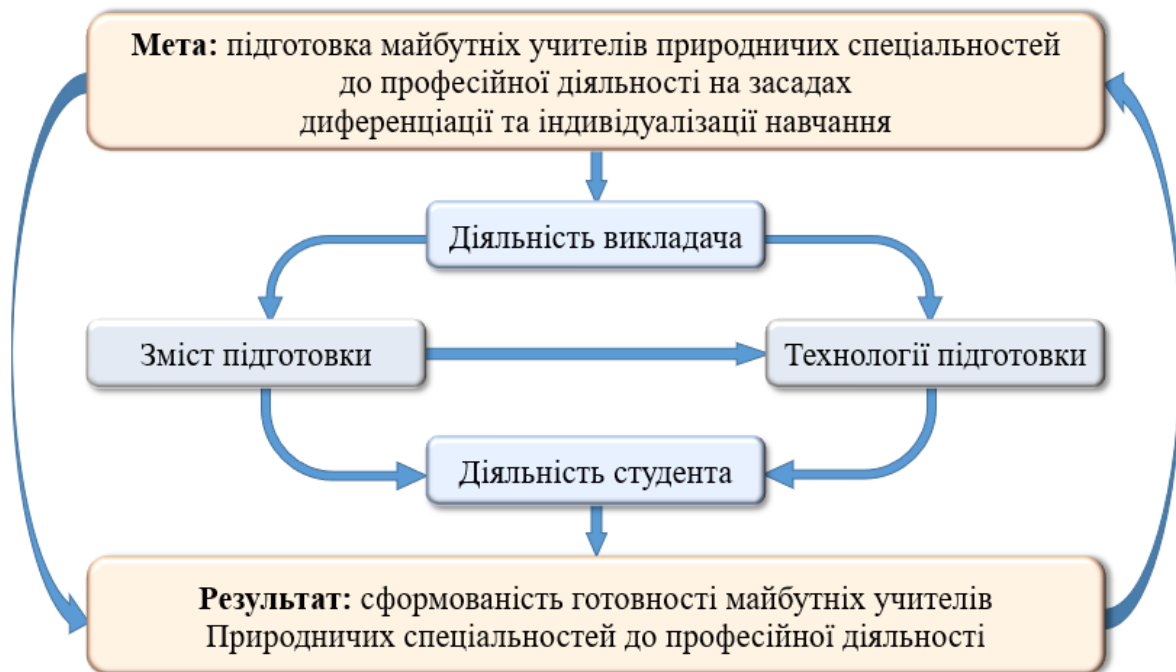 Мета: підготовка майбутніх учителів природничих спеціальностей
до професійної діяльності на засадах
диференціації та індивідуалізації навчання
Діяльність викладача
Зміст підготовки
Технології підготовки
Діяльність студента
Результат: сформованість готовності майбутніх учителів
Природничих спеціальностей до професійної діяльності